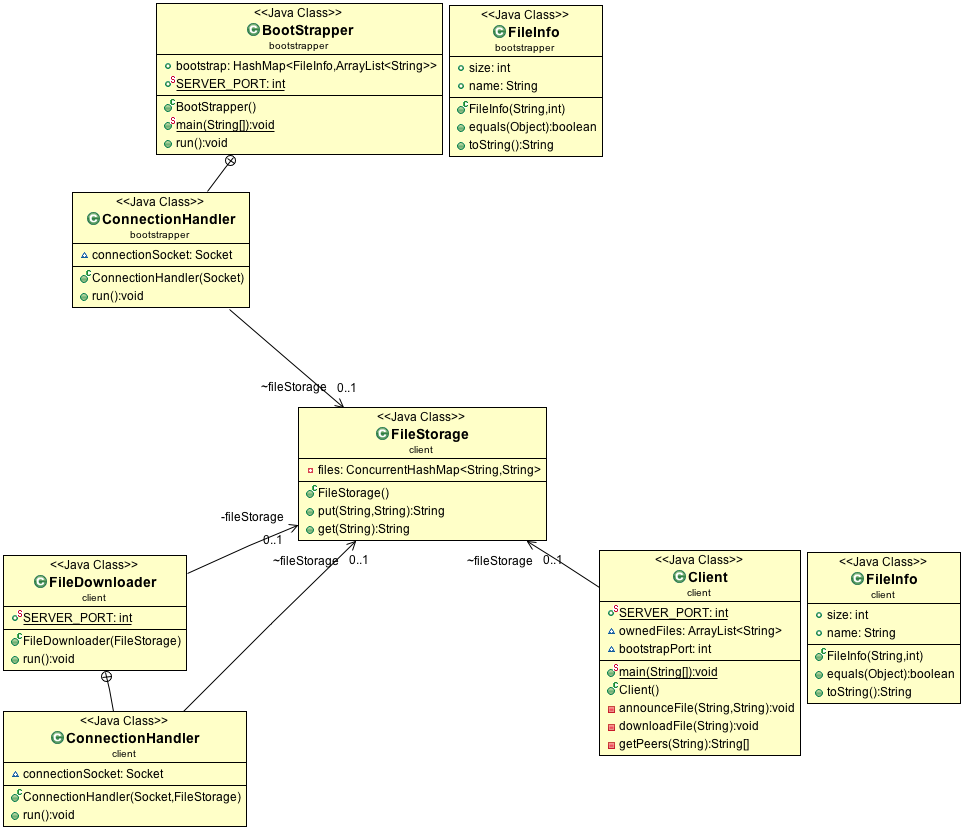 <<Java Class>>
BootStrapper
bootstrapper
bootstrap: HashMap<FileInfo,ArrayList<String>>
SERVER_PORT: int
BootStrapper()
main(String[]):void
run():void
<<Java Class>>
FileInfo
bootstrapper
size: int
name: String
FileInfo(String,int)
equals(Object):boolean
toString():String
<<Java Class>>
ConnectionHandler
bootstrapper
connectionSocket: Socket
ConnectionHandler(Socket)
run():void
~fileStorage 0..1
<<Java Class>>
FileStorage
client
files: ConcurrentHashMap<String,String>
FileStorage()
put(String,String):String
get(String):String
-fileStorage
0..1
~fileStorage 0..1
~fileStorage 0..1
<<Java Class>>
FileDownloader
client
SERVER_PORT: int
FileDownloader(FileStorage)
run():void
<<Java Class>>
Client
client
SERVER_PORT: int
ownedFiles: ArrayList<String>
bootstrapPort: int
main(String[]):void
Client()
announceFile(String,String):void
downloadFile(String):void
getPeers(String):String[]
<<Java Class>>
FileInfo
client
size: int
name: String
FileInfo(String,int)
equals(Object):boolean
toString():String
<<Java Class>>
ConnectionHandler
client
connectionSocket: Socket
ConnectionHandler(Socket,FileStorage)
run():void